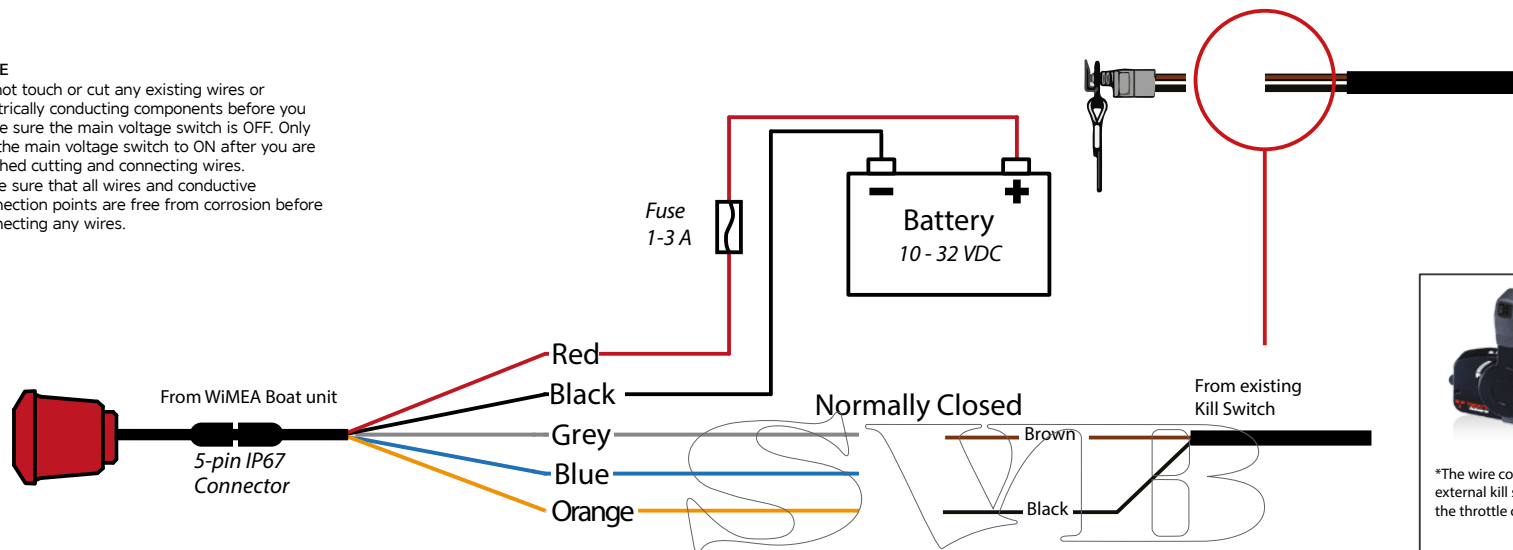 E
not touch or cut any existing wires or
trically conducting components before you
e sure the main voltage switch is OFF. Only
the main voltage switch to ON after you are
hed cutting and connecting wires.
e sure that all wires and conductive
nection points are free from corrosion before
necting any wires.
Fuse
1-3 A
Battery
10 - 32 VDC
From WiMEA Boat unit
5-pin IP67
Connector
Red
Black
Grey
Blue
Orange
Normally Closed
Brown
Black
From existing
Kill Switch
SVB
*The wire co
external kill s
the throttle c